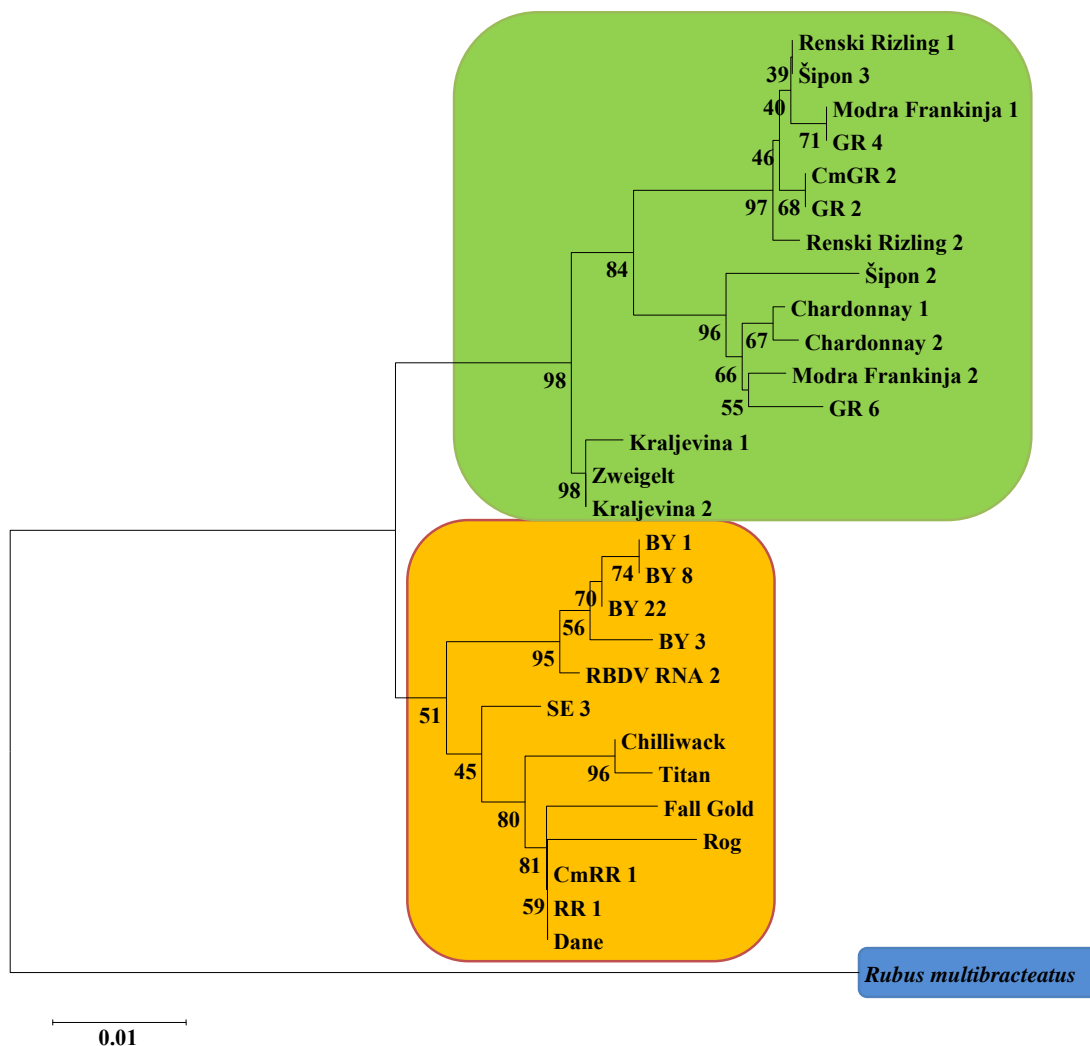 Renski Rizling 1
39
Šipon 3
40
Modra Frankinja 1
71
GR 4
46
CmGR 2
97
68
GR 2
Renski Rizling 2
84
Šipon 2
Chardonnay 1
96
67
Chardonnay 2
66
Modra Frankinja 2
98
55
GR 6
Kraljevina 1
98
Zweigelt
Kraljevina 2
BY 1
74
BY 8
70
BY 22
56
BY 3
95
RBDV RNA 2
51
SE 3
Chilliwack
45
96
Titan
80
Fall Gold
Rog
81
CmRR 1
59
RR 1
Dane
Rubus multibracteatus
0.01